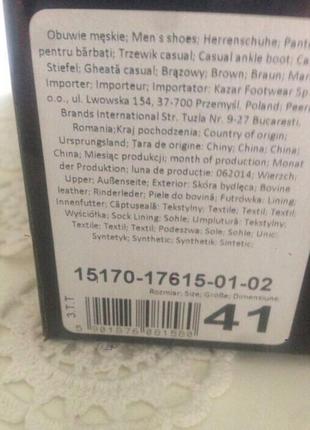 Obuwie męskie; Men s shoes; Herrenschuhe; Pant
pentru bărbați; Trzewik casual; Casual ankle boot; Ca
Stiefel; Gheată casual; Brązowy; Brown; Braun; Mar
Importer; Importeur; Importator: Kazar Footwear Sp
o.o., ul. Lwowska 154, 37-700 Przemyśl, Poland; Peer
Brands International Str. Tuzla Nr. 9-27 Bucaresti,
Romania; Kraj pochodzenia; Country of origin;
Ursprungsland; Tara de origine: Chiny; China; China;
China; Miesiąc produkcji; month of production; Monat
der Produktion; luna de producție: 062014; Wierzch;
Upper; Außenseite; Exterior: Skóra bydlęca; Bovine
leather; Rinderleder; Piele do bovină; Futrówka: Lining;
Innenfutter; Căptuseală: Tekstylny; Textile; Textil; Textil;
Wyściółka; Sock Lining; Sohle; Umplutură: Tekstylny;
Textile; Textil; Textil; Podeszwa; Sole; Sohle; Unic:
Syntetyk; Synthetic; Synthetik; Sintetic;
15170-17615-01-02
Rozmiar; Size; Größe; Dimensiune
3.T.T
41